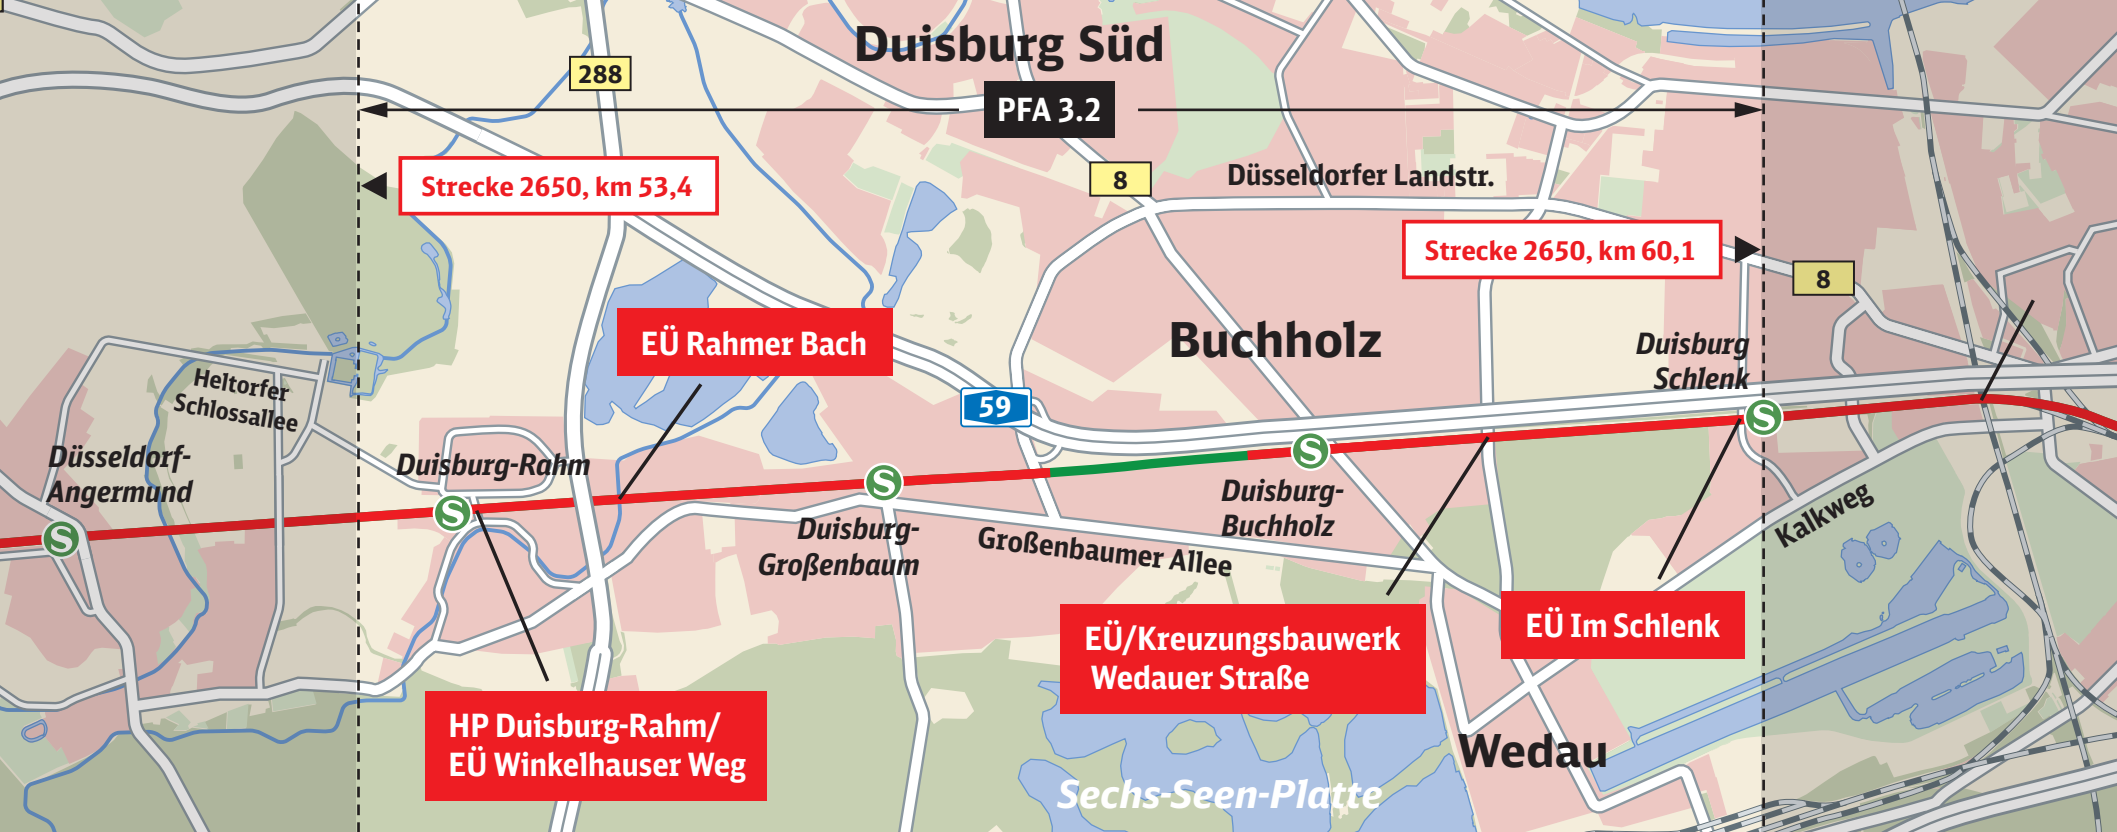 Duisburg Süd
288
PFA 3.2
Strecke 2650, km 53,4
8
Düsseldorfer Landstr.
Strecke 2650, km 60,1
8
EÜ Rahmer Bach
Buchholz
Duisburg
Schlenk
Heltorfer
Schlossallee
59
S
Düsseldorf-
Angermund
S
Duisburg-Rahm
S
S
Duisburg-
Großenbaum
S
Duisburg-
Buchholz
Großenbaumer Allee
Kalkweg
EÜ/Kreuzungsbauwerk
Wedauer Straße
EÜ Im Schlenk
HP Duisburg-Rahm/
EÜ Winkelhauser Weg
Wedau
Sechs-Seen-Platte